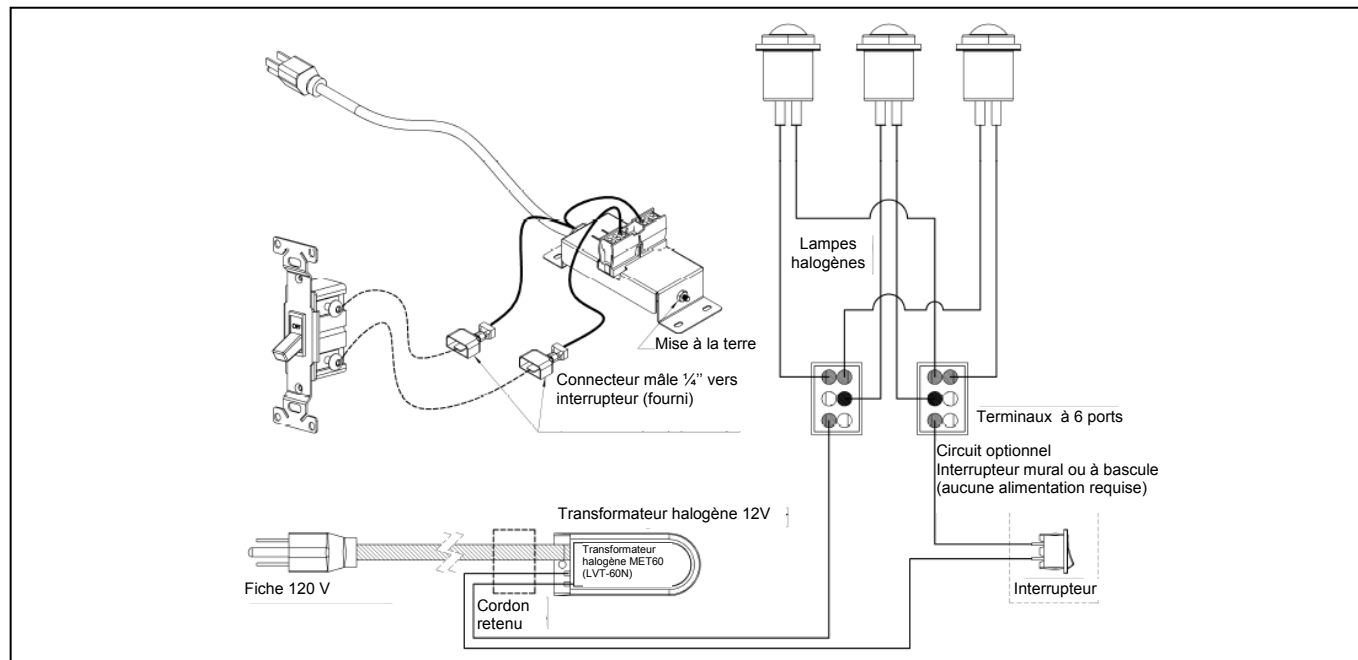 Lampes
halogènes
OFF
Mise à la terre
Connecteur mâle ¼’’ vers
interrupteur (fourni)
Terminaux à 6 ports
Circuit optionnel
Interrupteur mural ou à bascule
(aucune alimentation requise)
Transformateur halogène 12V
Transformateur
halogène MET60
(LVT-60N)
Fiche 120 V
Cordon
retenu
Interrupteur